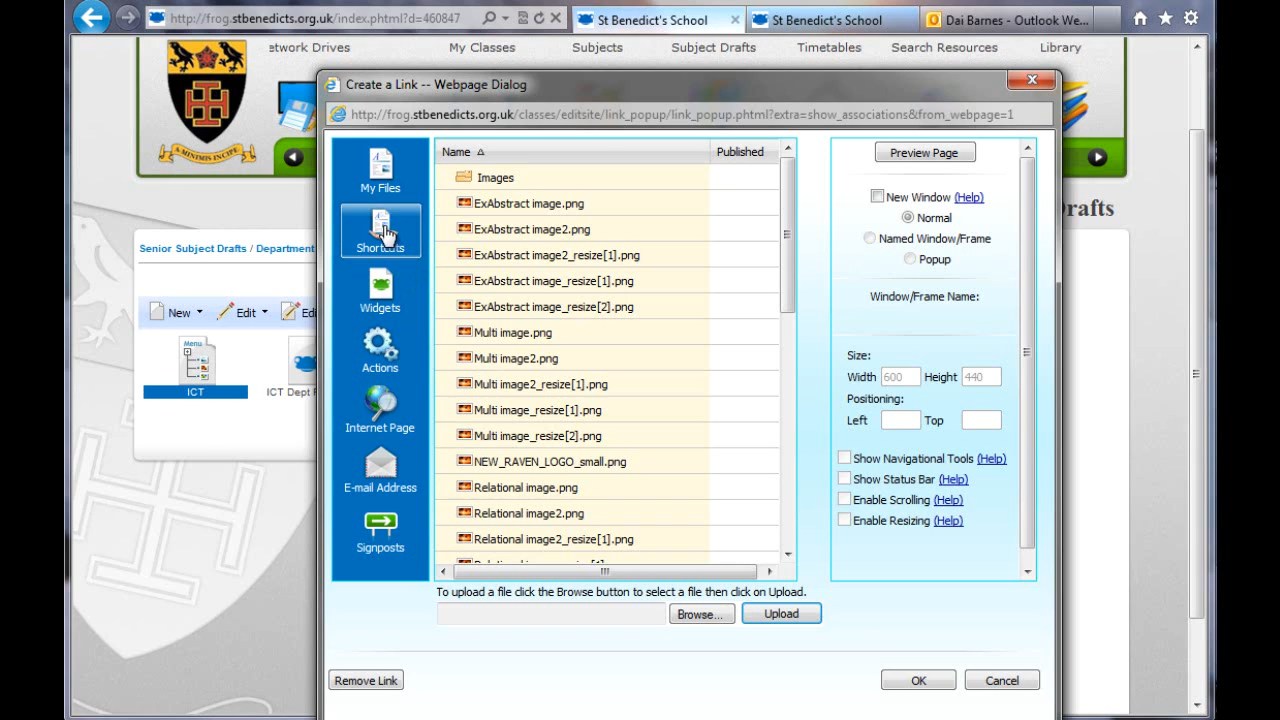 http://frog.stbenedicts.org.uk/index.phtml?d=460847
St Benedict's School
St Benedict's School
Dai Barnes - Outlook We...
etwork Drives
My Classes
Subjects
Subject Drafts
Timetables
Search Resources
Library
A MINIMIS INCIPE
Create a Link -- Webpage Dialog
http://frog.stbenedicts.org.uk/classes/editsite/link_popup/link_popup.phtml?extra=show_associations&from_webpage=1
rafts
Senior Subject Drafts / Department
New
Edit
Edi
Menu
ICT
ICT Dept
My Files
Shortcuts
Widgets
Actions
Internet Page
E-mail Address
Signposts
Name
Published
Images
ExAbstract image.png
ExAbstract image2.png
ExAbstract image2_resize[1].png
ExAbstract image_resize[1].png
ExAbstract image_resize[2].png
Multi image.png
Multi image2.png
Multi image2_resize[1].png
Multi image_resize[1].png
Multi image_resize[2].png
NEW_RAVEN_LOGO_small.png
Relational image.png
Relational image2.png
Relational image2_resize[1].png
Preview Page
New Window (Help)
Normal
Named Window/Frame
Popup
Window/Frame Name:
Size:
Width 600 Height 440
Positioning:
Left Top
Show Navigational Tools (Help)
Show Status Bar (Help)
Enable Scrolling (Help)
Enable Resizing (Help)
To upload a file click the Browse button to select a file then click on Upload.
Browse...
Upload
Remove Link
OK
Cancel